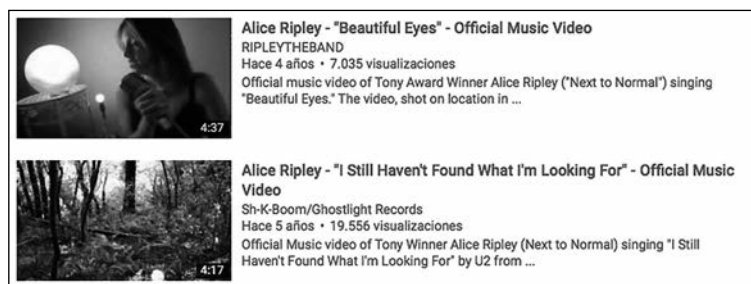 Alice Ripley - "Beautiful Eyes" - Official Music Video
RIPLEYTHEBAND
Hace 4 años • 7.035 visualizaciones
Official music video of Tony Award Winner Alice Ripley ("Next to Normal") singing
"Beautiful Eyes." The video, shot on location in ...
4:37
Alice Ripley - "I Still Haven't Found What I'm Looking For" - Official Music
Video
Sh-K-Boom/Ghostlight Records
Hace 5 años • 19.556 visualizaciones
Official Music video of Tony Winner Alice Ripley (Next to Normal) singing "I Still
Haven't Found What I'm Looking For" by U2 from ...
4:17